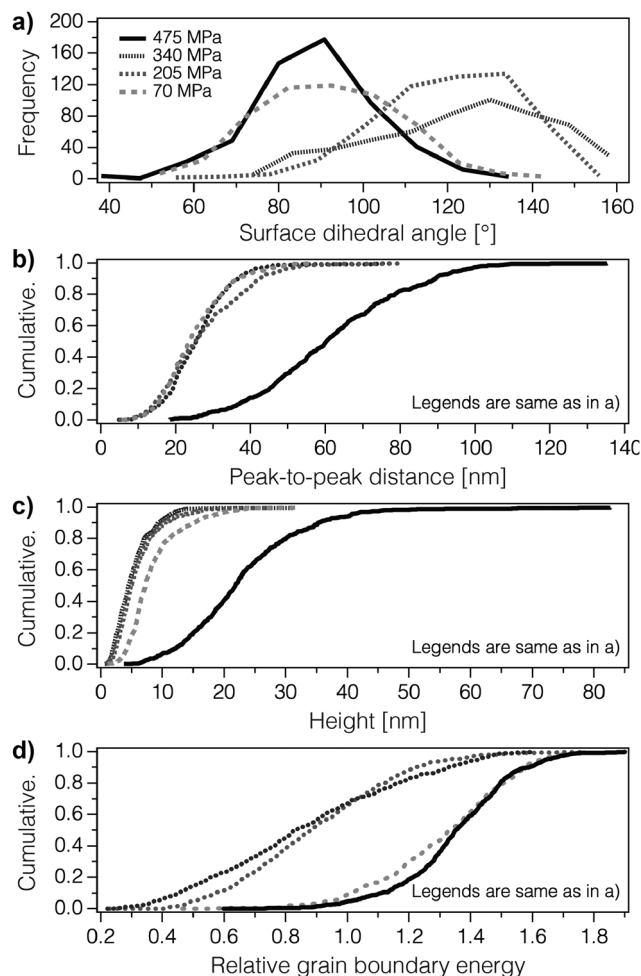 a)
200
160
120
80
40
0
Frequency
475 MPa
340 MPa
205 MPa
70 MPa
40 60 80 100 120 140 160
Surface dihedral angle [°]
b)
1.0
0.8
0.6
0.4
0.2
0.0
Cumulative.
Legends are same as in a)
0 20 40 60 80 100 120 140
Peak-to-peak distance [nm]
c)
1.0
0.8
0.6
0.4
0.2
0.0
Cumulative.
Legends are same as in a)
0 10 20 30 40 50 60 70 80
Height [nm]
d)
1.0
0.8
0.6
0.4
0.2
0.0
Cumulative.
Legends are same as in a)
0.2 0.4 0.6 0.8 1.0 1.2 1.4 1.6 1.8
Relative grain boundary energy